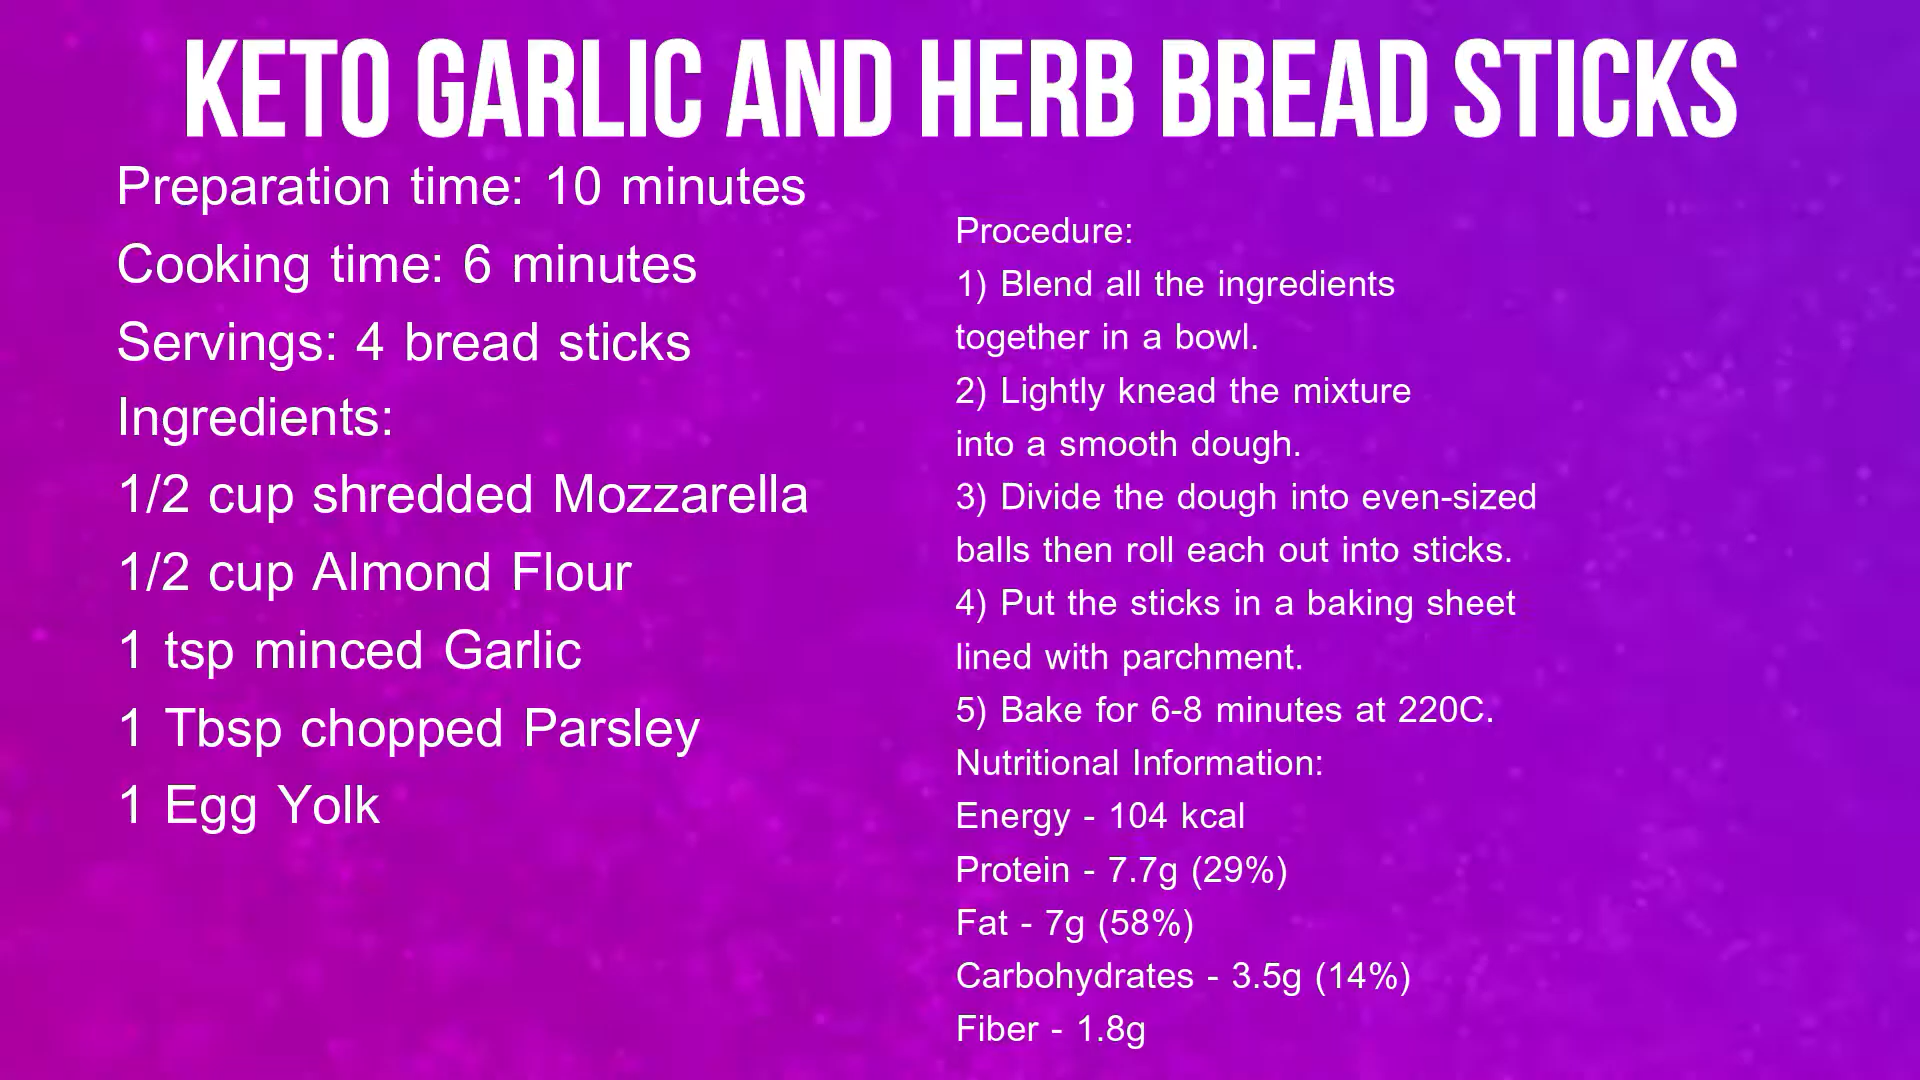 KETO GARLIC AND HERB BREAD STICKS
Preparation time: 10 minutes
Cooking time: 6 minutes
Servings: 4 bread sticks
Ingredients:
1/2 cup shredded Mozzarella
1/2 cup Almond Flour
1 tsp minced Garlic
1 Tbsp chopped Parsley
1 Egg Yolk
Procedure:
1) Blend all the ingredients
together in a bowl.
2) Lightly knead the mixture
into a smooth dough.
3) Divide the dough into even-sized
balls then roll each out into sticks.
4) Put the sticks in a baking sheet
lined with parchment.
5) Bake for 6-8 minutes at 220C.
Nutritional Information:
Energy - 104 kcal
Protein - 7.7g (29%)
Fat - 7g (58%)
Carbohydrates - 3.5g (14%)
Fiber - 1.8g